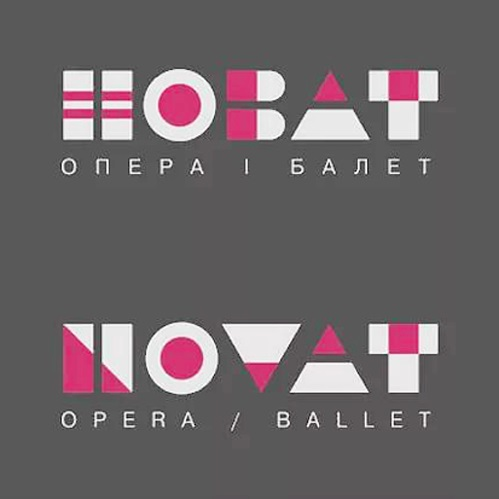 НОВАТ
ОПЕРА І БАЛЕТ
NOVAT
OPERA / BALLET